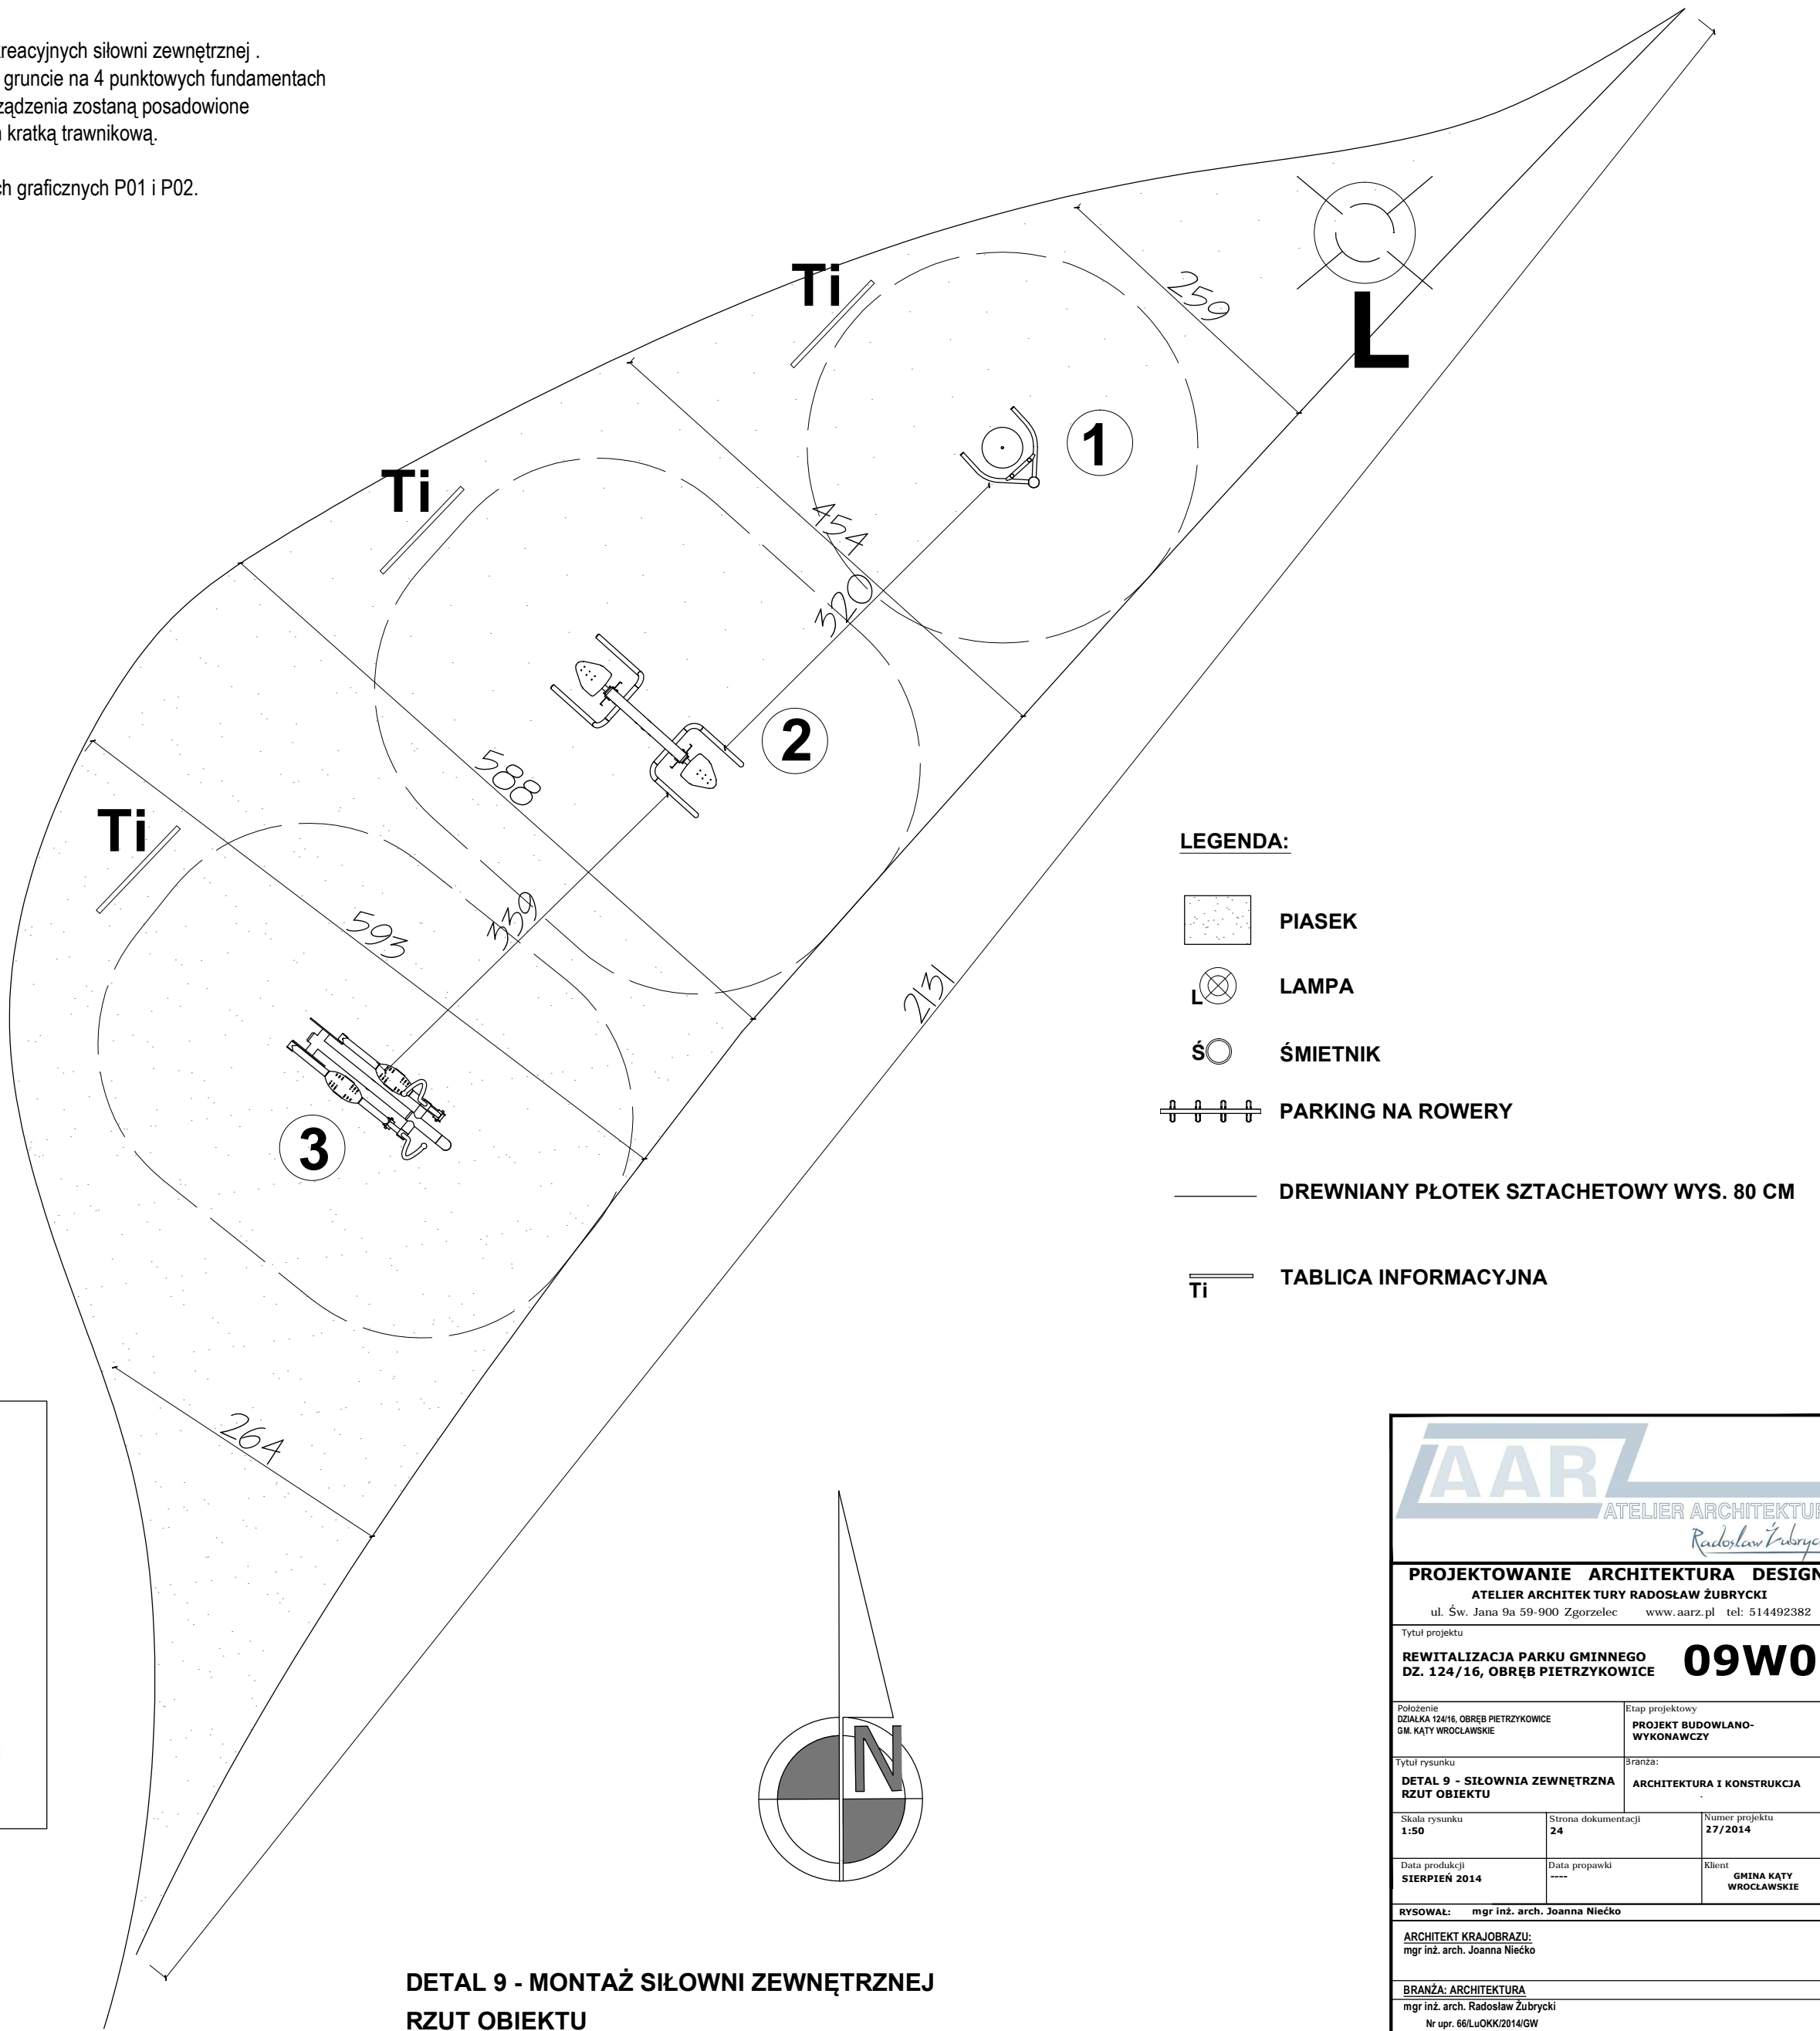 reacyjnych siłowni zewnętrznej .
gruncie na 4 punktowych fundamentach
ządzenia zostaną posadowione
kratką trawnikową.
ch graficznych P01 i P02.
L
Ti
Ti
Ti
1
2
3
259
454
320
588
339
593
264
2131
LEGENDA:
PIASEK
L
LAMPA
Ś
ŚMIETNIK
PARKING NA ROWERY
DREWNIANY PŁOTEK SZTACHETOWY WYS. 80 CM
Ti
TABLICA INFORMACYJNA
N
DETAL 9 - MONTAŻ SIŁOWNI ZEWNĘTRZNEJ
RZUT OBIEKTU
AARZ
ATELIER ARCHITEKTUR
Radosław Żubryc
PROJEKTOWANIE ARCHITEKTURA DESIGN
ATELIER ARCHITEK TURY RADOSŁAW ŻUBRYCKI
ul. Św. Jana 9a 59-900 Zgorzelec www.aarz.pl tel: 514492382
Tytuł projektu
REWITALIZACJA PARKU GMINNEGO
DZ. 124/16, OBRĘB PIETRZYKOWICE
09W0
Położenie
DZIAŁKA 124/16, OBRĘB PIETRZYKOWICE
GM. KĄTY WROCŁAWSKIE
Etap projektowy
PROJEKT BUDOWLANO-
WYKONAWCZY
Tytuł rysunku
DETAL 9 - SIŁOWNIA ZEWNĘTRZNA
RZUT OBIEKTU
Branża:
ARCHITEKTURA I KONSTRUKCJA
.
Skala rysunku
1:50
Strona dokumentacji
24
Numer projektu
27/2014
Data produkcji
SIERPIEŃ 2014
Data propawki
----
Klient
GMINA KĄTY
WROCŁAWSKIE
RYSOWAŁ: mgr inż. arch. Joanna Niećko
ARCHITEKT KRAJOBRAZU:
mgr inż. arch. Joanna Niećko
BRANŻA: ARCHITEKTURA
mgr inż. arch. Radosław Żubrycki
Nr upr. 66/LuOKK/2014/GW